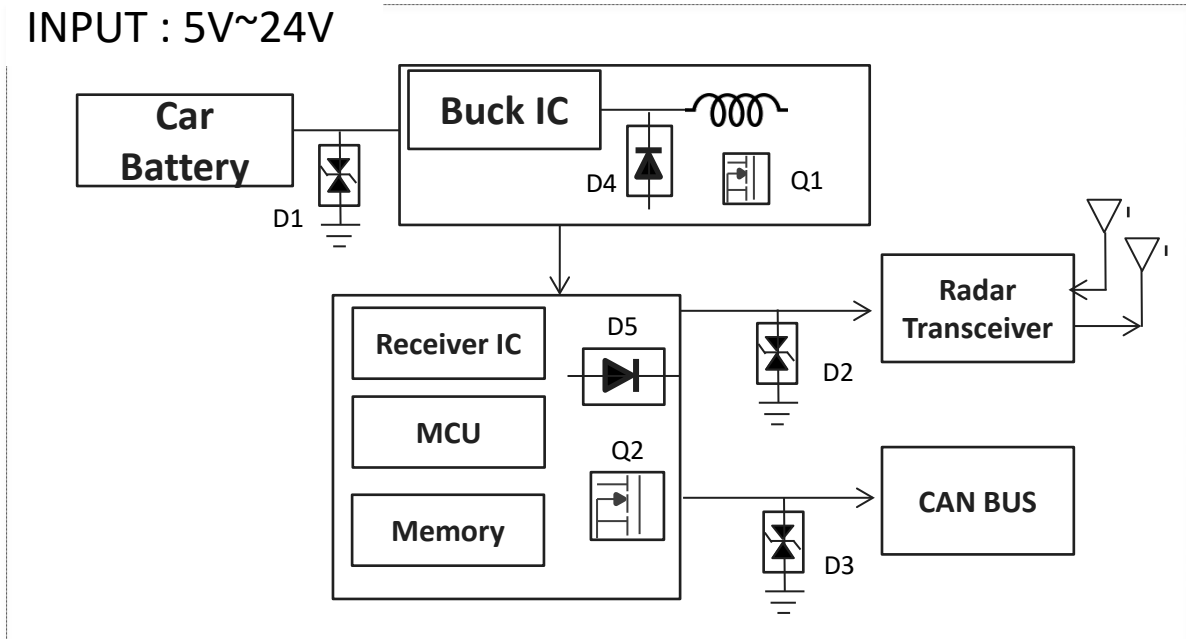 INPUT : 5V~24V
Car
Battery
D1
Buck IC
D4
Q1
Receiver IC
MCU
Memory
D5
Q2
D2
D3
Radar
Transceiver
CAN BUS